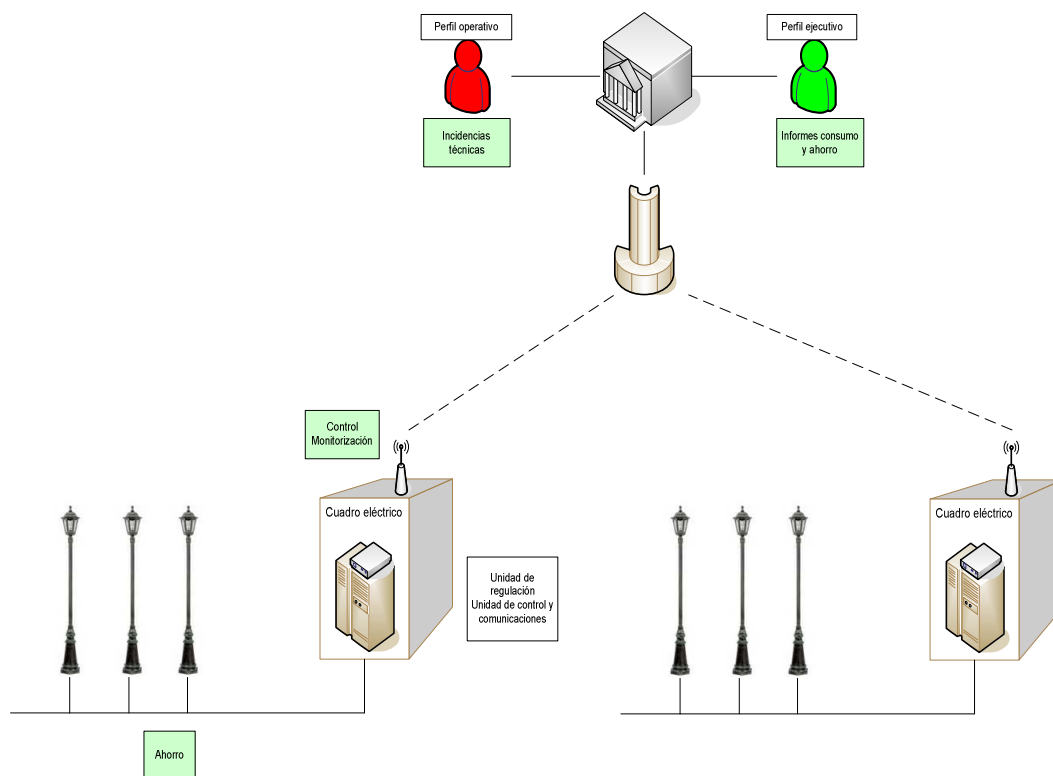 Perfil operativo
Perfil ejecutivo
Incidencias
técnicas
Informes consumo
y ahorro
Control
Monitorización
Cuadro eléctrico
Cuadro eléctrico
Unidad de
regulación
Unidad de control y
comunicaciones
Ahorro